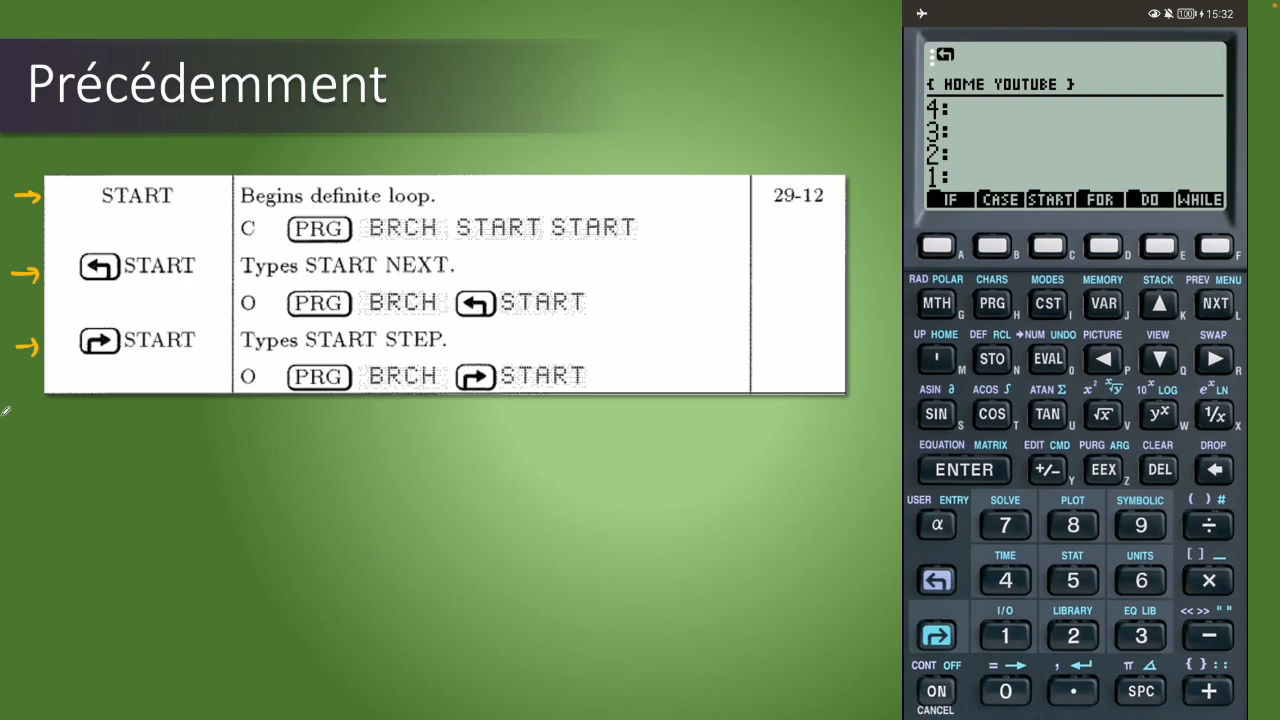 Précédemment
START Begins definite loop. 29-12
C PRG BRCH START START
START Types START NEXT.
O PRG BRCH START
START Types START STEP.
O PRG BRCH START
100 15:32
{ HOME YOUTUBE }
4:
3:
2:
1:
IF CASE START FOR DO WHILE
A B C D E F
RAD POLAR CHARS MODES MEMORY STACK PREV MENU
MTH G PRG H CST I VAR J ▲ K NXT L
UP HOME DEF RCL →NUM UNDO PICTURE VIEW SWAP
' STO EVAL O ◀ P ▼ Q ▶ R
ASIN ∂ ACOS ∫ ATAN Σ x² ˣ√y 10ˣ LOG eˣ LN
SIN S COS T TAN U √x V yˣ W 1/x X
EQUATION MATRIX EDIT CMD PURG ARG CLEAR DROP
ENTER +/− Y EEX Z DEL
USER ENTRY SOLVE PLOT SYMBOLIC ( ) #
α 7 8 9 ÷
TIME STAT UNITS [ ] _
4 5 6 ×
I/O LIBRARY EQ LIB << >> " "
1 2 3 −
CONT OFF = → , ↵ π ∡ { } : :
ON 0 . SPC +
CANCEL